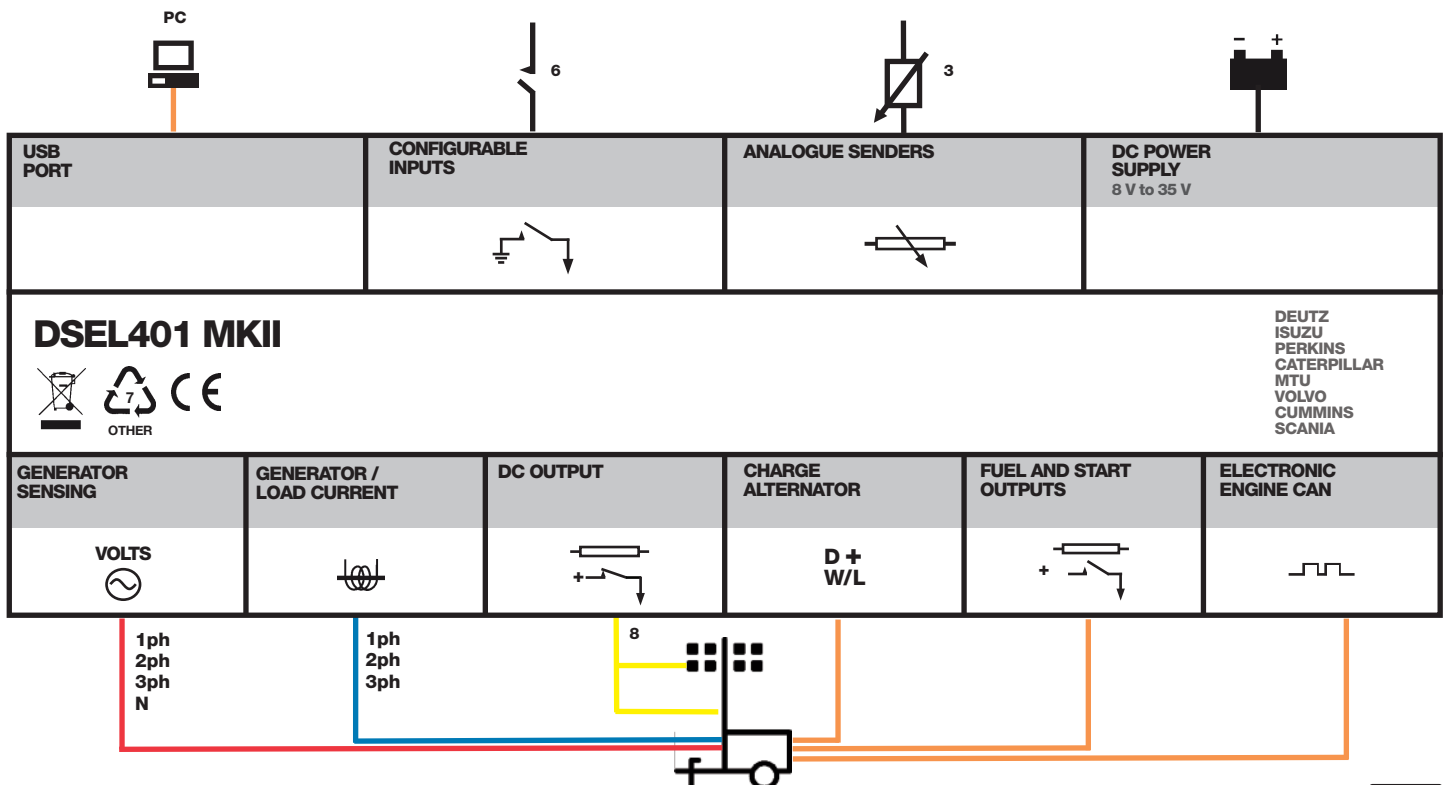 PC
6
3
− +
USB
PORT
CONFIGURABLE
INPUTS
ANALOGUE SENDERS
DC POWER
SUPPLY
8 V to 35 V
DSEL401 MKII
7
OTHER
CE
DEUTZ
ISUZU
PERKINS
CATERPILLAR
MTU
VOLVO
CUMMINS
SCANIA
GENERATOR
SENSING
GENERATOR /
LOAD CURRENT
DC OUTPUT
CHARGE
ALTERNATOR
FUEL AND START
OUTPUTS
ELECTRONIC
ENGINE CAN
VOLTS
+
D +
W/L
+
1ph
2ph
3ph
N
1ph
2ph
3ph
8